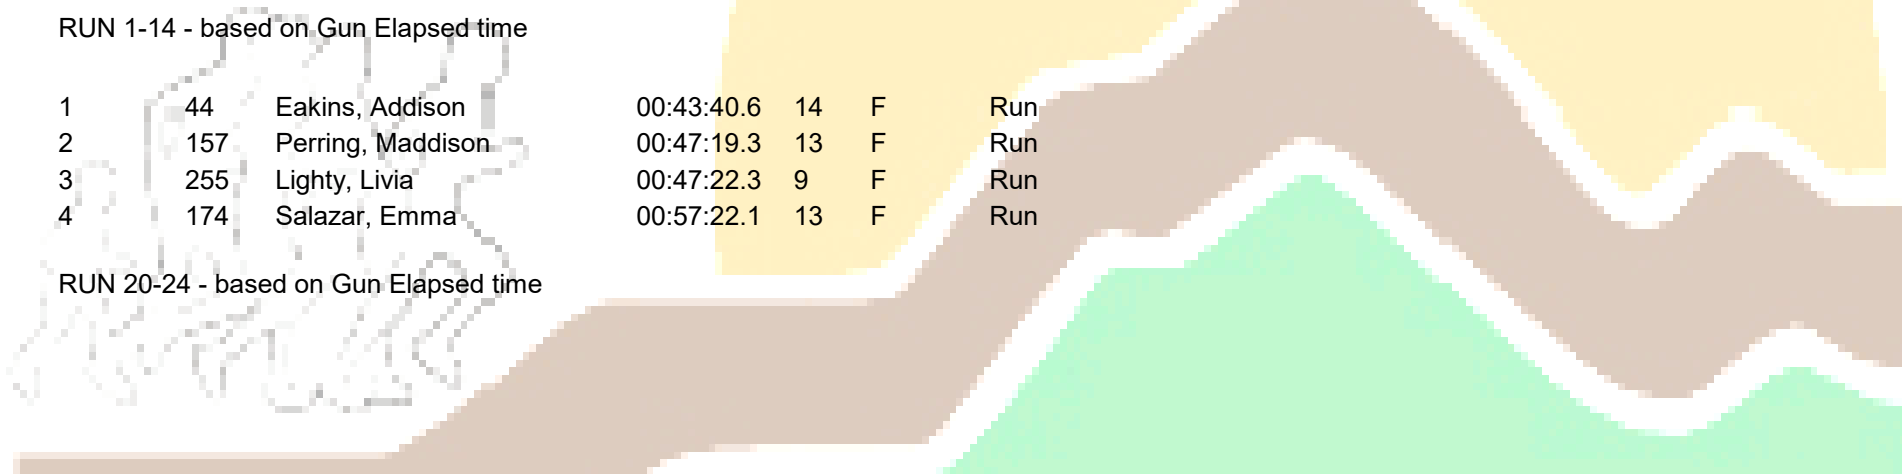 RUN 1-14 - based on Gun Elapsed time
1 44 Eakins, Addison 00:43:40.6 14 F Run
2 157 Perring, Maddison 00:47:19.3 13 F Run
3 255 Lighty, Livia 00:47:22.3 9 F Run
4 174 Salazar, Emma 00:57:22.1 13 F Run
RUN 20-24 - based on Gun Elapsed time